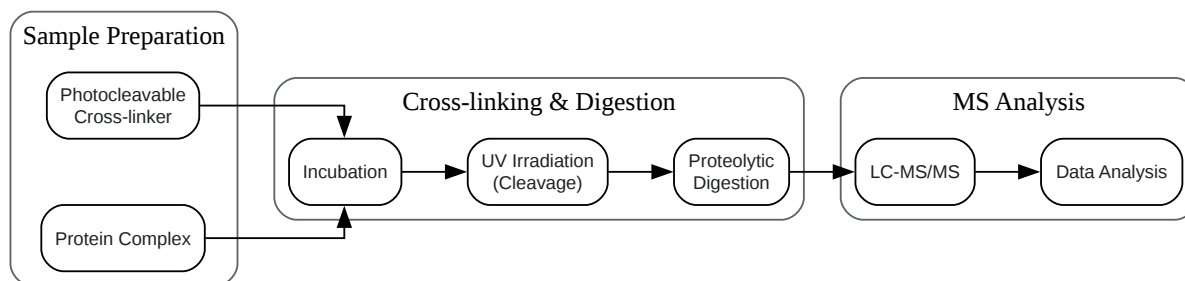 Sample Preparation
Photocleavable
Cross-linker
Protein Complex
Cross-linking & Digestion
Incubation
UV Irradiation
(Cleavage)
Proteolytic
Digestion
MS Analysis
LC-MS/MS
Data Analysis